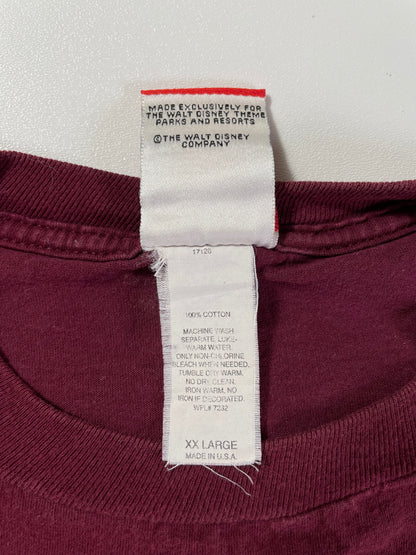 MADE EXCLUSIVELY FOR
THE WALT DISNEY THEME
PARKS AND RESORTS
©THE WALT DISNEY
COMPANY
17120
100% COTTON
MACHINE WASH
SEPARATE, LUKE-
WARM WATER.
ONLY NON-CHLORINE
BLEACH WHEN NEEDED.
TUMBLE DRY WARM.
NO DRY CLEAN.
IRON WARM, NO
IRON IF DECORATED.
WPL# 7232
XX LARGE
MADE IN U.S.A.